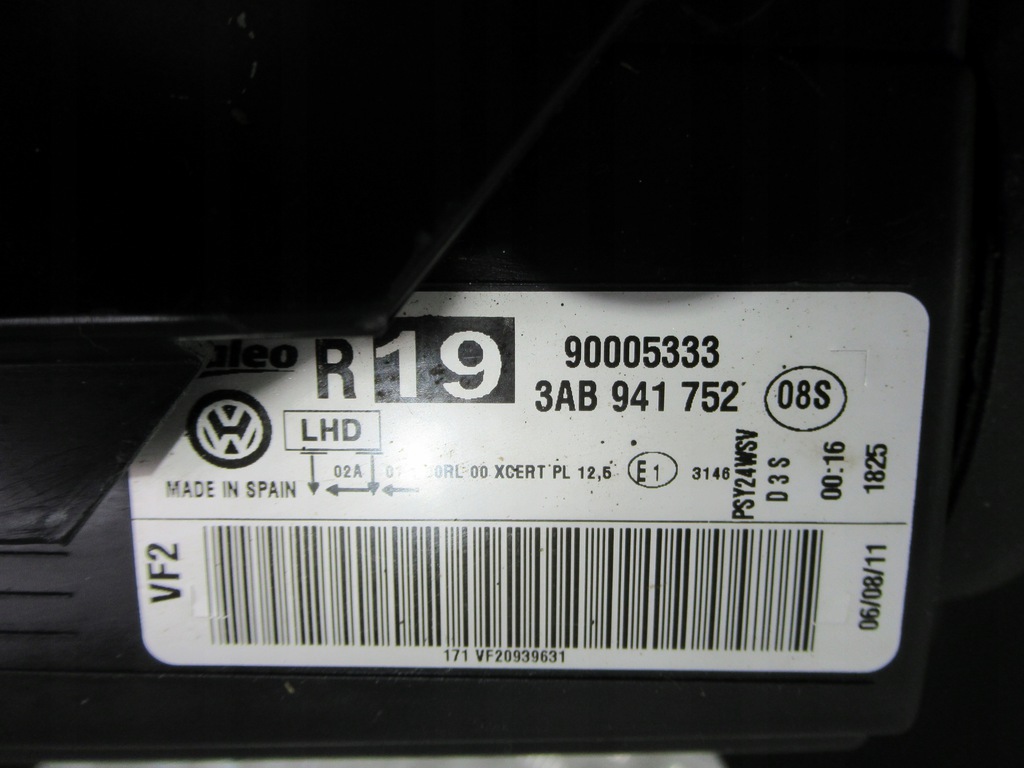 R 19
90005333
3AB 941 752 08S
LHD
02A 00 XCERT PL 12,5 E1 3146
MADE IN SPAIN
PSY24WSV
D3S
00:16
1825
VF2
06/08/11
171 VF20939631